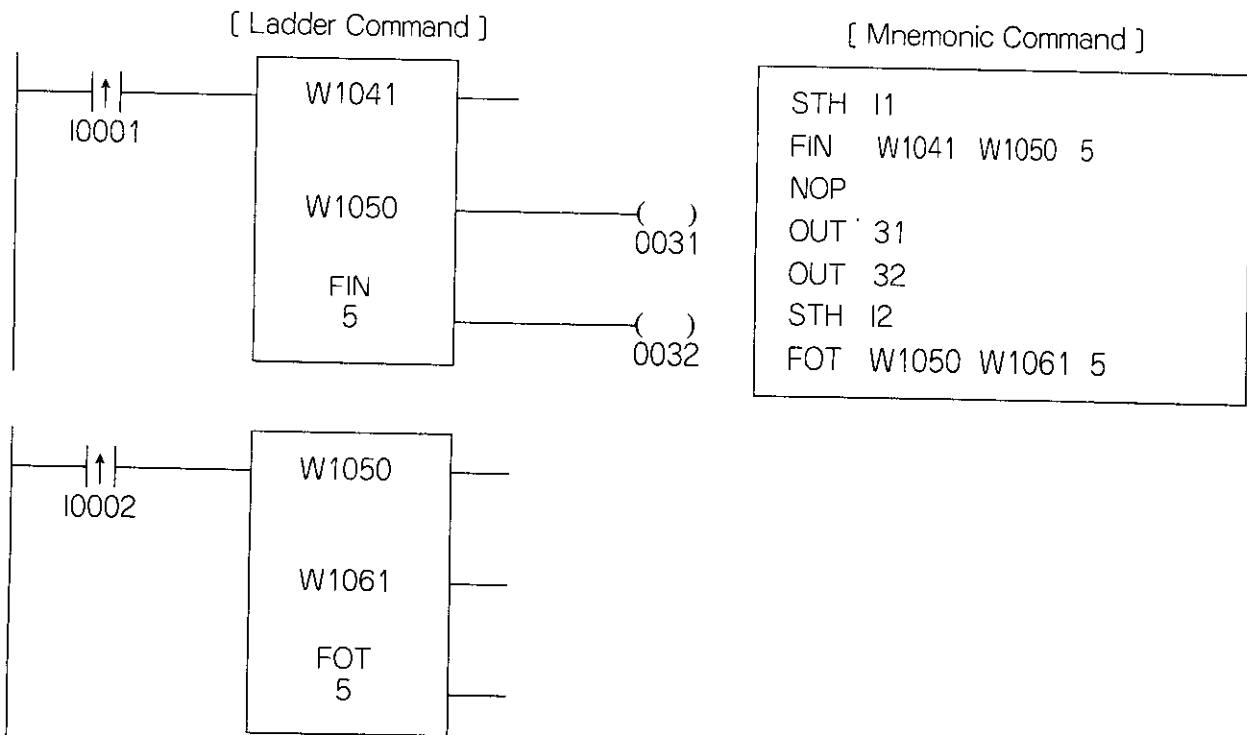 [ Ladder Command ]
I0001
W1041
W1050
FIN
5
( )
0031
( )
0032
I0002
W1050
W1061
FOT
5
[ Mnemonic Command ]
STH I1
FIN W1041 W1050 5
NOP
OUT 31
OUT 32
STH I2
FOT W1050 W1061 5